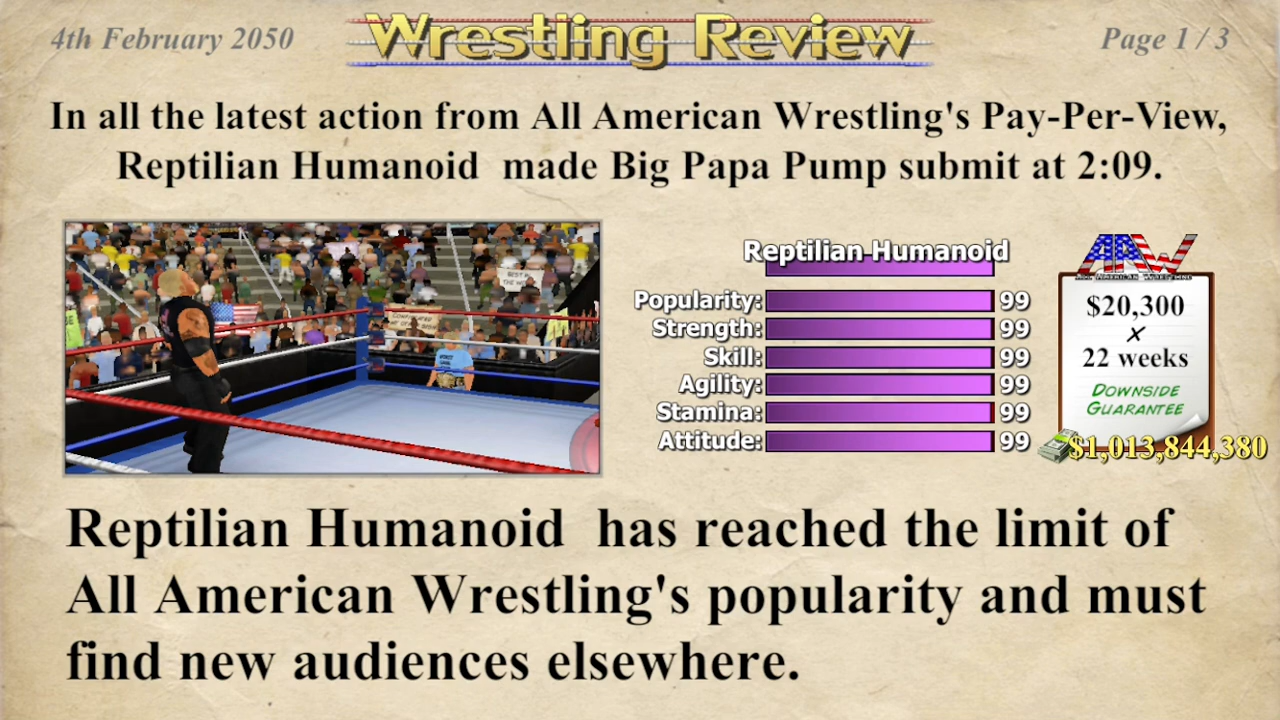 4th February 2050
Wrestling Review
Page 1 / 3
In all the latest action from All American Wrestling's Pay-Per-View,
Reptilian Humanoid made Big Papa Pump submit at 2:09.
Reptilian Humanoid
Popularity: 99
Strength: 99
Skill: 99
Agility: 99
Stamina: 99
Attitude: 99
AAW
ALL AMERICAN WRESTLING
$20,300
x
22 weeks
DOWNSIDE
GUARANTEE
$1,013,844,380
Reptilian Humanoid has reached the limit of
All American Wrestling's popularity and must
find new audiences elsewhere.